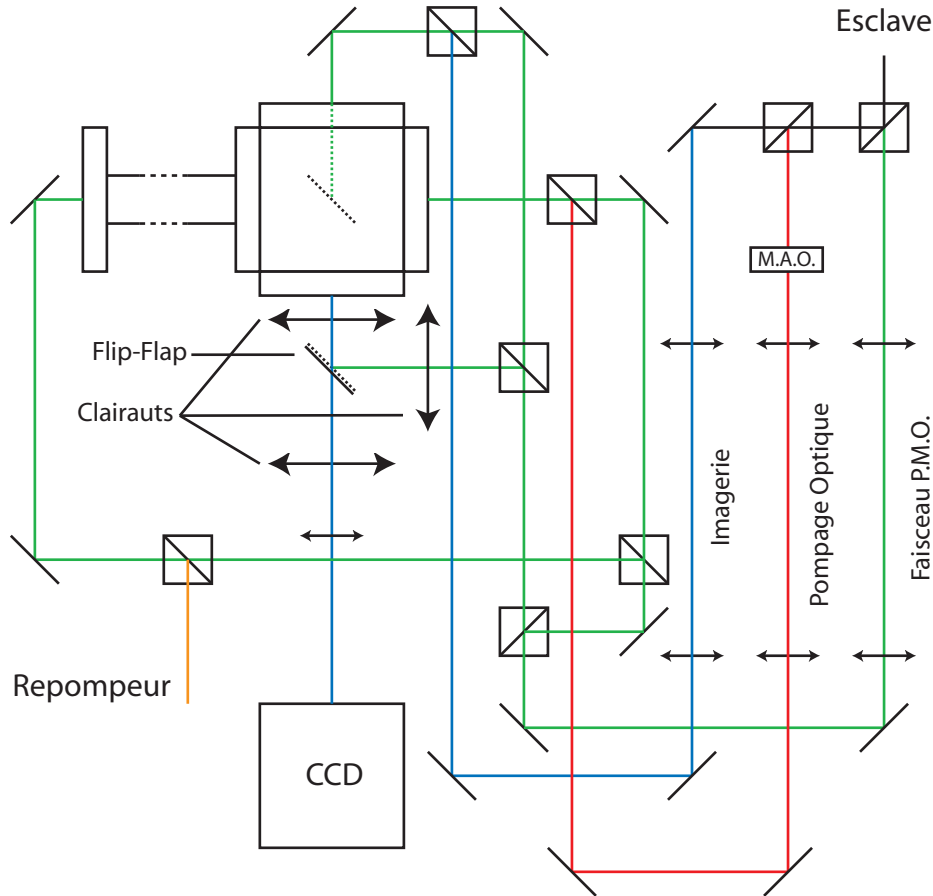 Esclave
M.A.O.
Flip-Flap
Clairauts
Imagerie
Pompage Optique
Faisceau P.M.O.
Repompeur
CCD